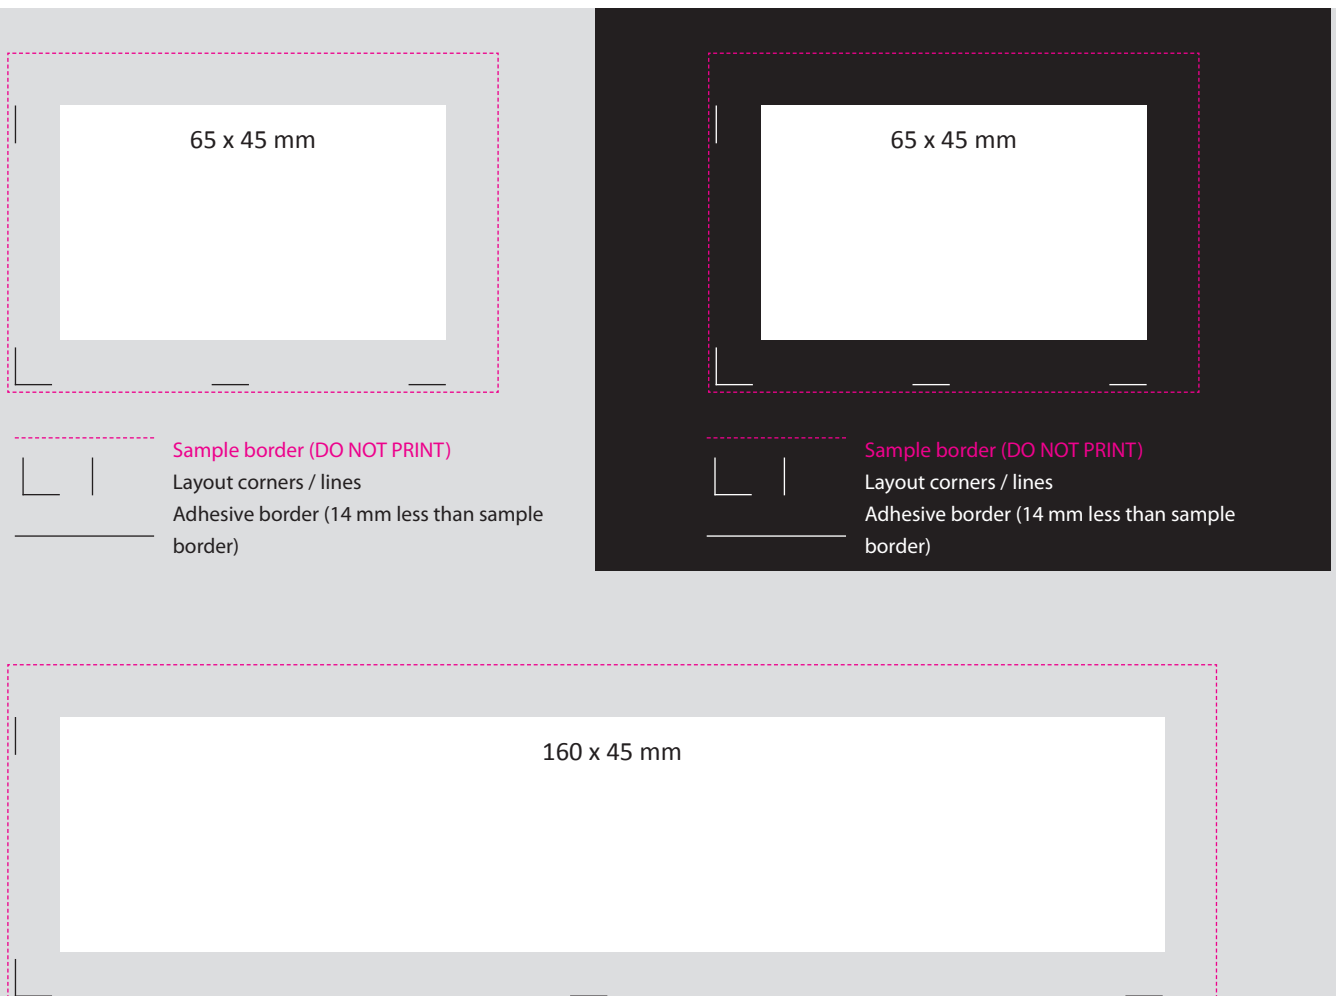 65 x 45 mm
Sample border (DO NOT PRINT)
Layout corners / lines
Adhesive border (14 mm less than sample
border)
65 x 45 mm
Sample border (DO NOT PRINT)
Layout corners / lines
Adhesive border (14 mm less than sample
border)
160 x 45 mm